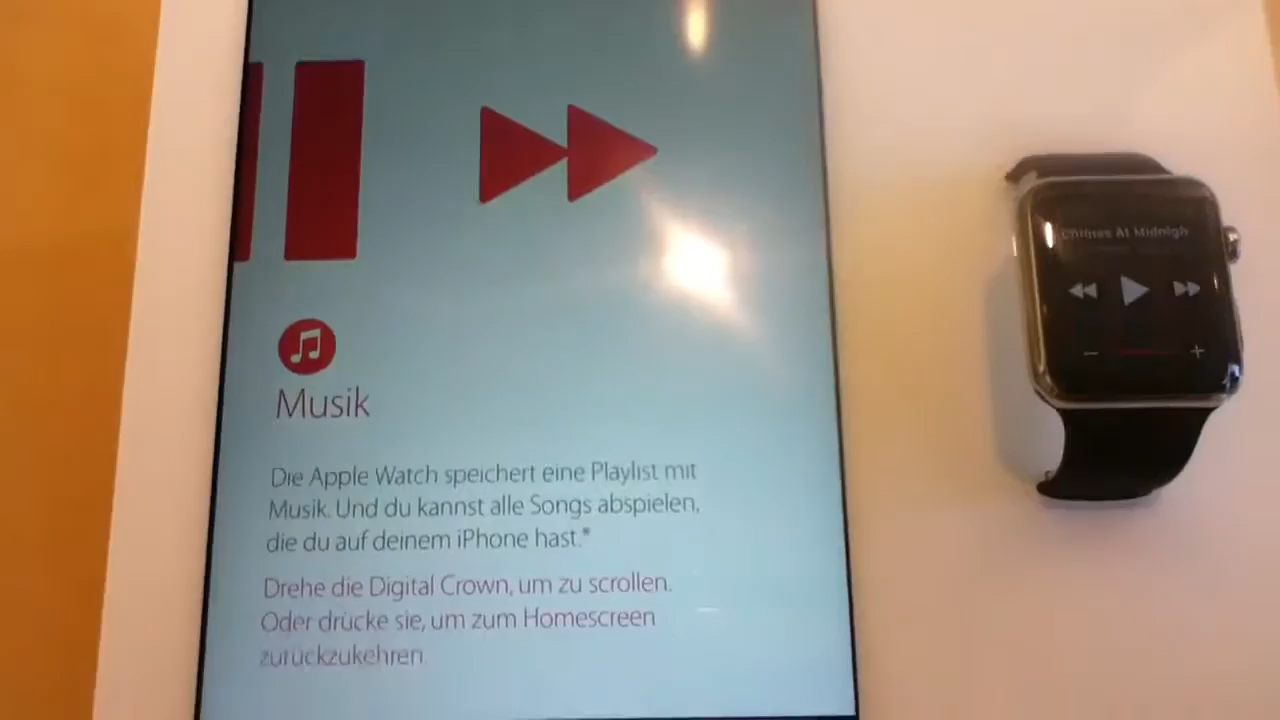 Musik
Die Apple Watch speichert eine Playlist mit
Musik. Und du kannst alle Songs abspielen,
die du auf deinem iPhone hast.*
Drehe die Digital Crown, um zu scrollen.
Oder drücke sie, um zum Homescreen
zurückzukehren.
Chimes At Midnigh